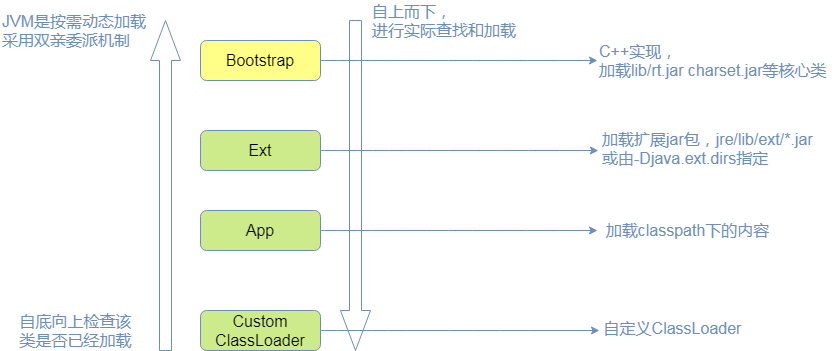 JVM是按需动态加载
采用双亲委派机制
自上而下，
进行实际查找和加载
Bootstrap
C++实现，
加载lib/rt.jar charset.jar等核心类
Ext
加载扩展jar包，jre/lib/ext/*.jar
或由-Djava.ext.dirs指定
App
加载classpath下的内容
自底向上检查该
类是否已经加载
Custom
ClassLoader
自定义ClassLoader